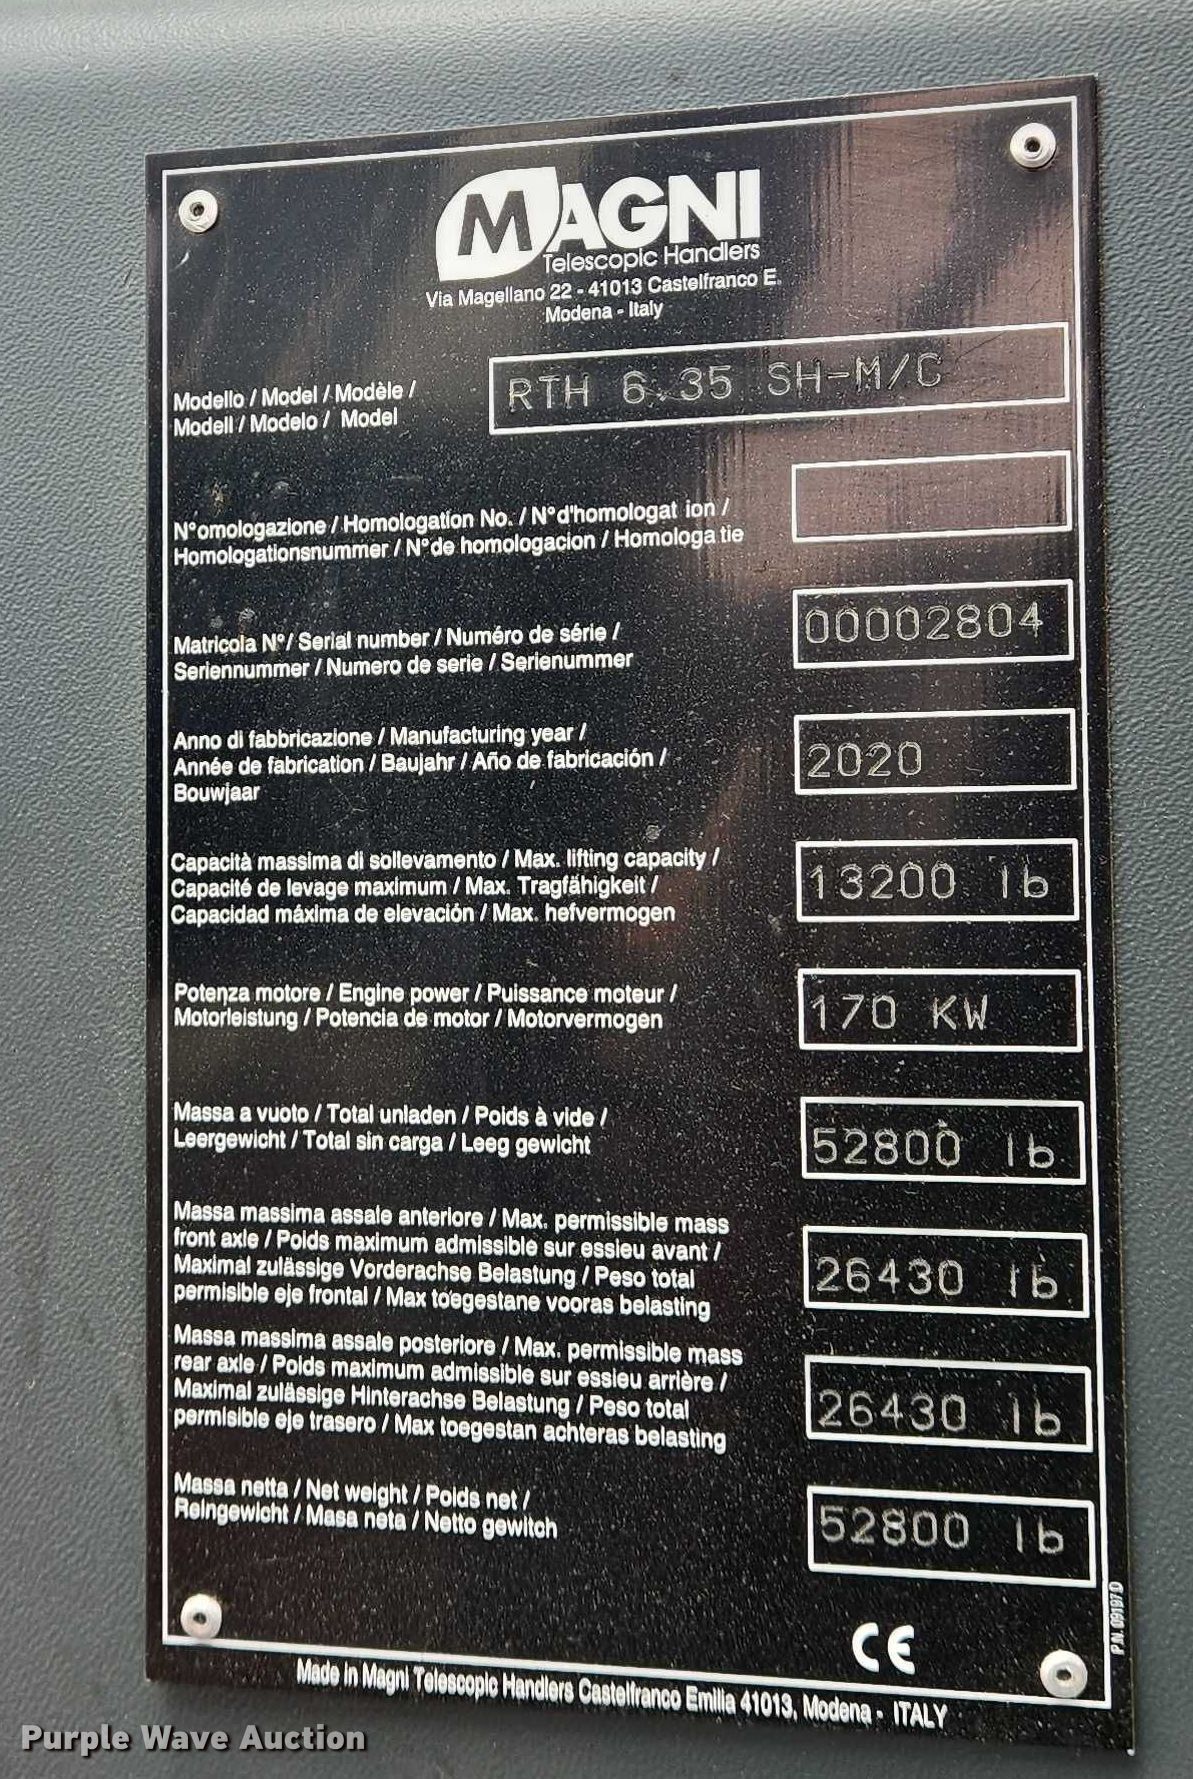 MAGNI
Telescopic Handlers
Via Magellano 22 - 41013 Castelfranco E.
Modena - Italy
Modello / Model / Modèle /
Modell / Modelo / Model
RTH 6.35 SH-M/C
N°omologazione / Homologation No. / N°d'homologat ion /
Homologationsnummer / N°de homologacion / Homologa tie
Matricola N°/ Serial number / Numéro de série /
Seriennummer / Numero de serie / Serienummer
00002804
Anno di fabbricazione / Manufacturing year /
Année de fabrication / Baujahr / Año de fabricación /
Bouwjaar
2020
Capacità massima di sollevamento / Max. lifting capacity /
Capacité de levage maximum / Max. Tragfähigkeit /
Capacidad máxima de elevación / Max. hefvermogen
13200 lb
Potenza motore / Engine power / Puissance moteur /
Motorleistung / Potencia de motor / Motorvermogen
170 KW
Massa a vuoto / Total unladen / Poids à vide /
Leergewicht / Total sin carga / Leeg gewicht
52800 lb
Massa massima assale anteriore / Max. permissible mass
front axle / Poids maximum admissible sur essieu avant /
Maximal zulässige Vorderachse Belastung / Peso total
permisible eje frontal / Max toegestane vooras belasting
26430 lb
Massa massima assale posteriore / Max. permissible mass
rear axle / Poids maximum admissible sur essieu arrière /
Maximal zulässige Hinterachse Belastung / Peso total
permisible eje trasero / Max toegestan achteras belasting
26430 lb
Massa netta / Net weight / Poids net /
Reingewicht / Masa neta / Netto gewitch
52800 lb
CE
P.N. 09197 D
Made in Magni Telescopic Handlers Castelfranco Emilia 41013, Modena - ITALY
Purple Wave Auction